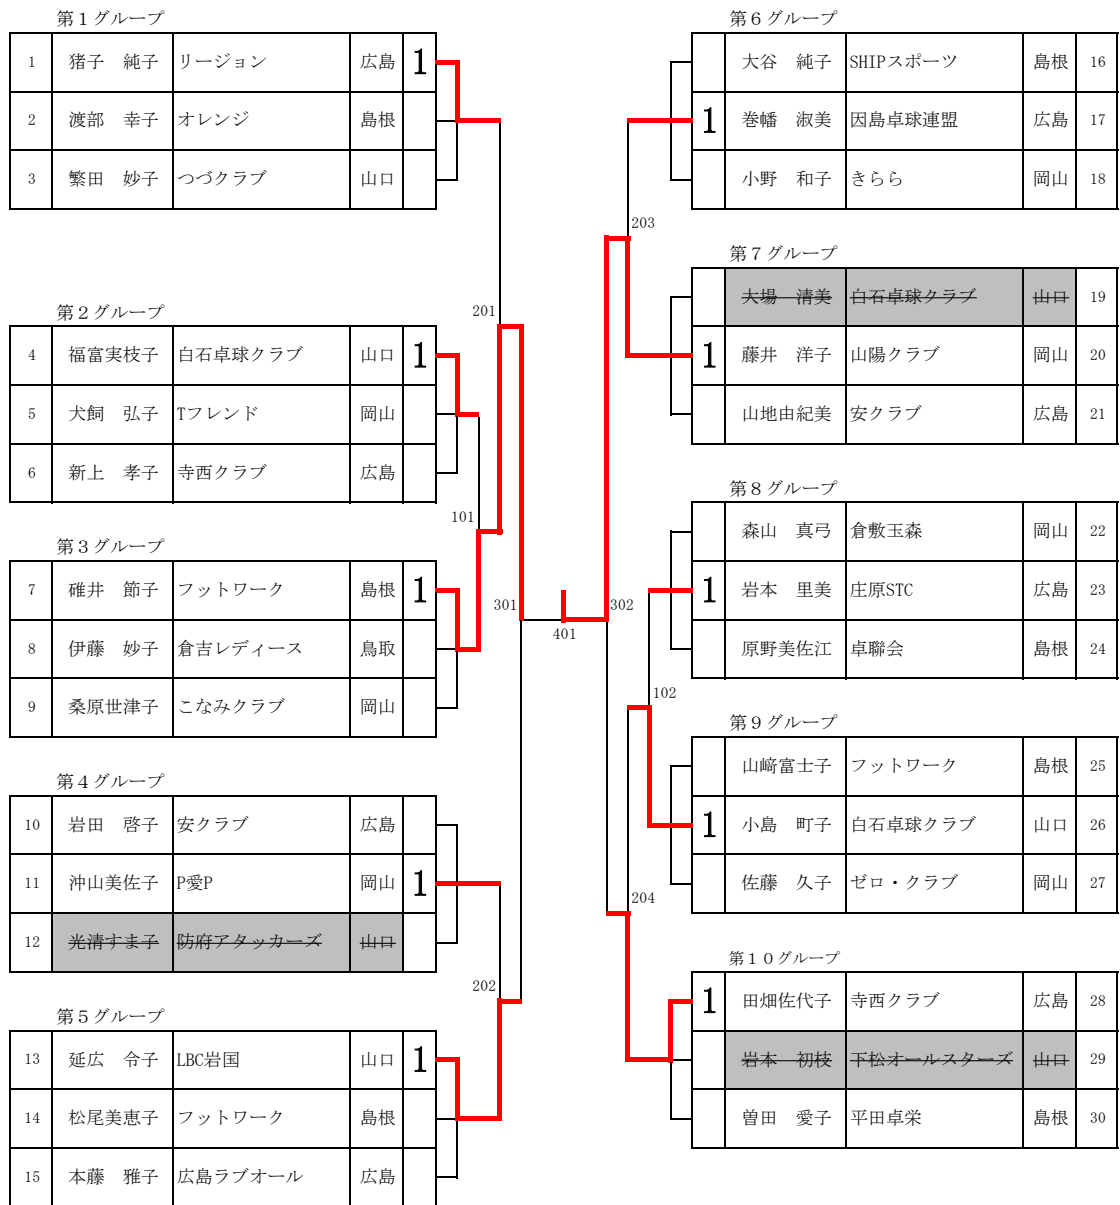 第１グループ
1 猪子　純子 リージョン 広島 1
2 渡部　幸子 オレンジ 島根
3 繁田　妙子 つづクラブ 山口
第２グループ
4 福富実枝子 白石卓球クラブ 山口 1
5 犬飼　弘子 Tフレンド 岡山
6 新上　孝子 寺西クラブ 広島
第３グループ
7 碓井　節子 フットワーク 島根 1
8 伊藤　妙子 倉吉レディース 鳥取
9 桑原世津子 こなみクラブ 岡山
第４グループ
10 岩田　啓子 安クラブ 広島
11 沖山美佐子 P愛P 岡山 1
12 光清すま子 防府アタッカーズ 山口
第５グループ
13 延広　令子 LBC岩国 山口 1
14 松尾美恵子 フットワーク 島根
15 本藤　雅子 広島ラブオール 広島
201
101
301
202
401
302
203
102
204
第６グループ
大谷　純子 SHIPスポーツ 島根 16
1 巻幡　淑美 因島卓球連盟 広島 17
小野　和子 きらら 岡山 18
第７グループ
大場　清美 白石卓球クラブ 山口 19
1 藤井　洋子 山陽クラブ 岡山 20
山地由紀美 安クラブ 広島 21
第８グループ
森山　真弓 倉敷玉森 岡山 22
1 岩本　里美 庄原STC 広島 23
原野美佐江 卓聯会 島根 24
第９グループ
山﨑富士子 フットワーク 島根 25
1 小島　町子 白石卓球クラブ 山口 26
佐藤　久子 ゼロ・クラブ 岡山 27
第１０グループ
1 田畑佐代子 寺西クラブ 広島 28
岩本　初枝 下松オールスターズ 山口 29
曽田　愛子 平田卓栄 島根 30